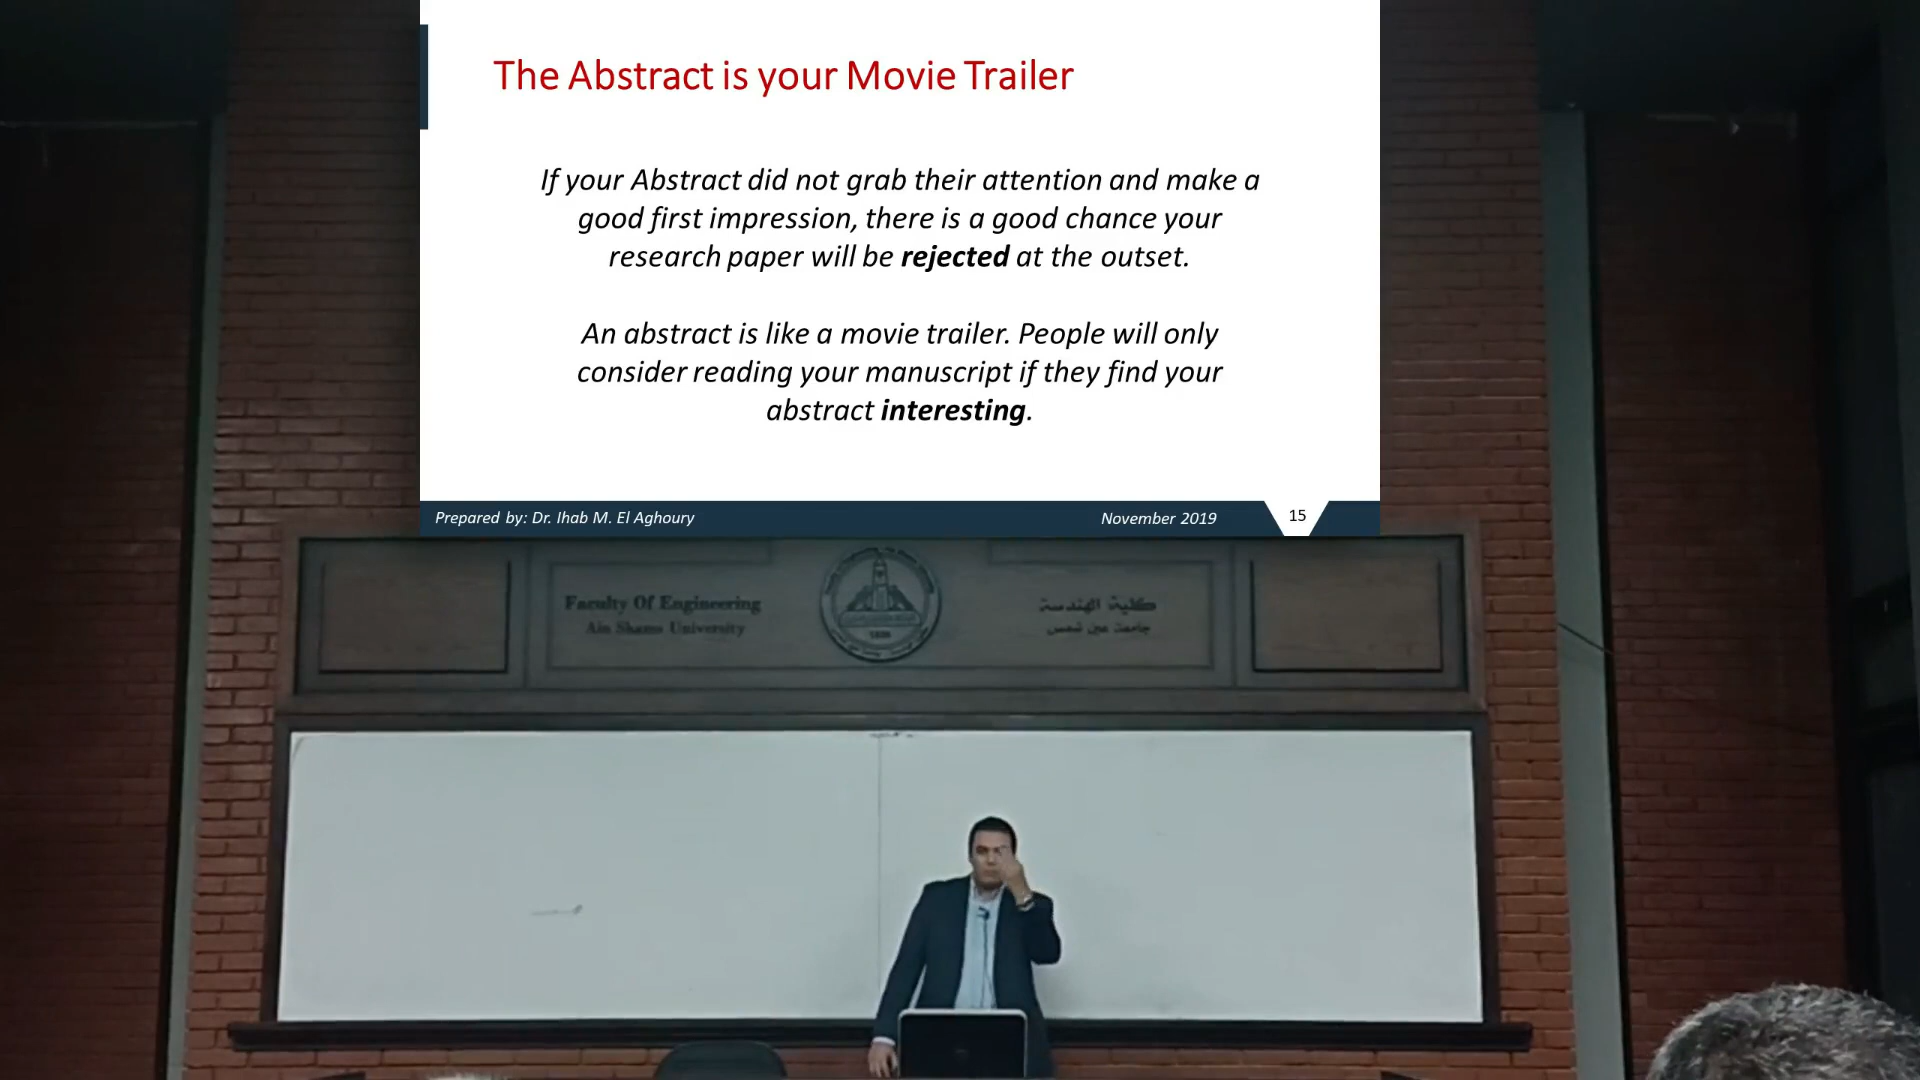 The Abstract is your Movie Trailer
If your Abstract did not grab their attention and make a
good first impression, there is a good chance your
research paper will be rejected at the outset.
An abstract is like a movie trailer. People will only
consider reading your manuscript if they find your
abstract interesting.
Prepared by: Dr. Ihab M. El Aghoury
November 2019
15
Faculty Of Engineering
Ain Shams University
كلية الهندسة
جامعة عين شمس